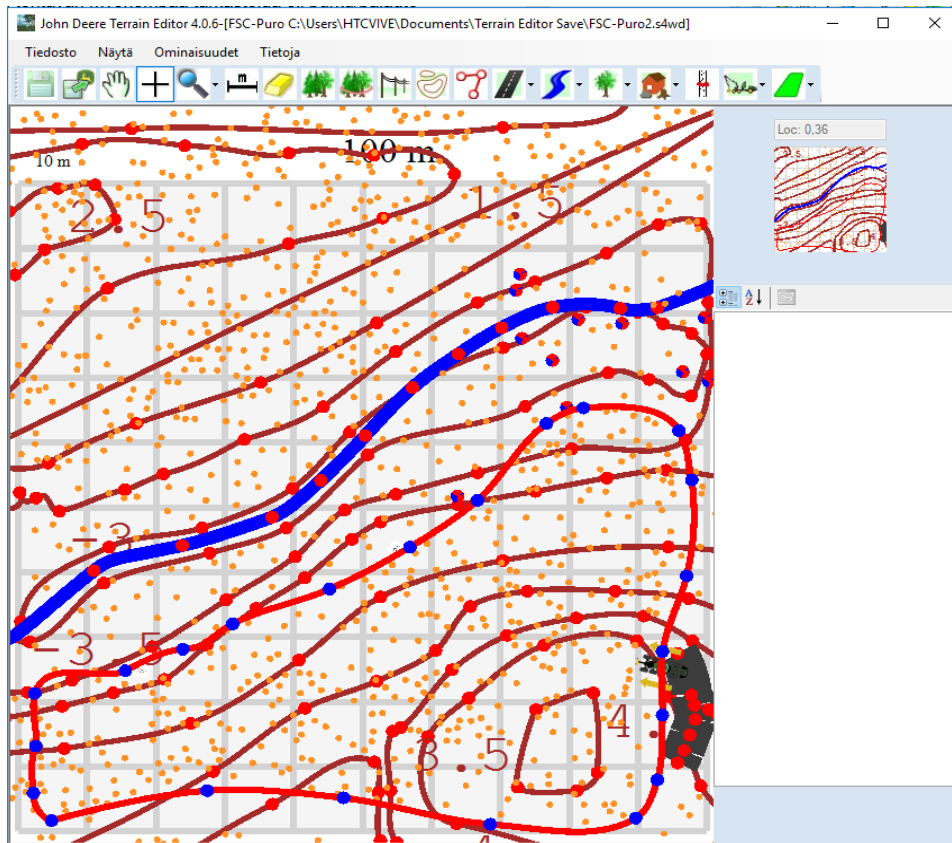 John Deere Terrain Editor 4.0.6-[FSC-Puro C:\Users\HTCVIVE\Documents\Terrain Editor Save\FSC-Puro2.s4wd]
Tiedosto Näytä Ominaisuudet Tietoja
m
Loc: 0,36
10 m
100 m
2.5
1.5
A
Z
-3
-3.5
4.
3.5